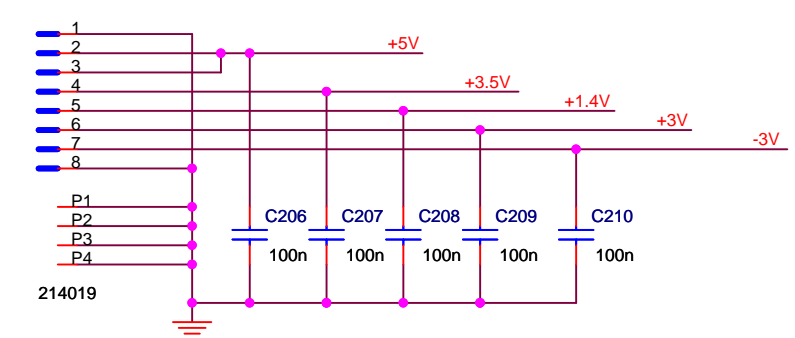 1
2 +5V
3
4 +3.5V
5 +1.4V
6 +3V
7 -3V
8
P1 C206 C207 C208 C209 C210
P2
P3 100n 100n 100n 100n 100n
P4
214019